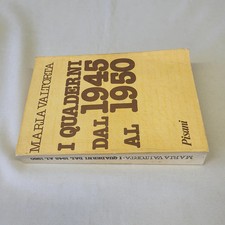 MARIA VALTORTA
I QUADERNI
DAL 1945
AL 1950
Pisani
MARIA VALTORTA - I QUADERNI DAL 1945 AL 1950